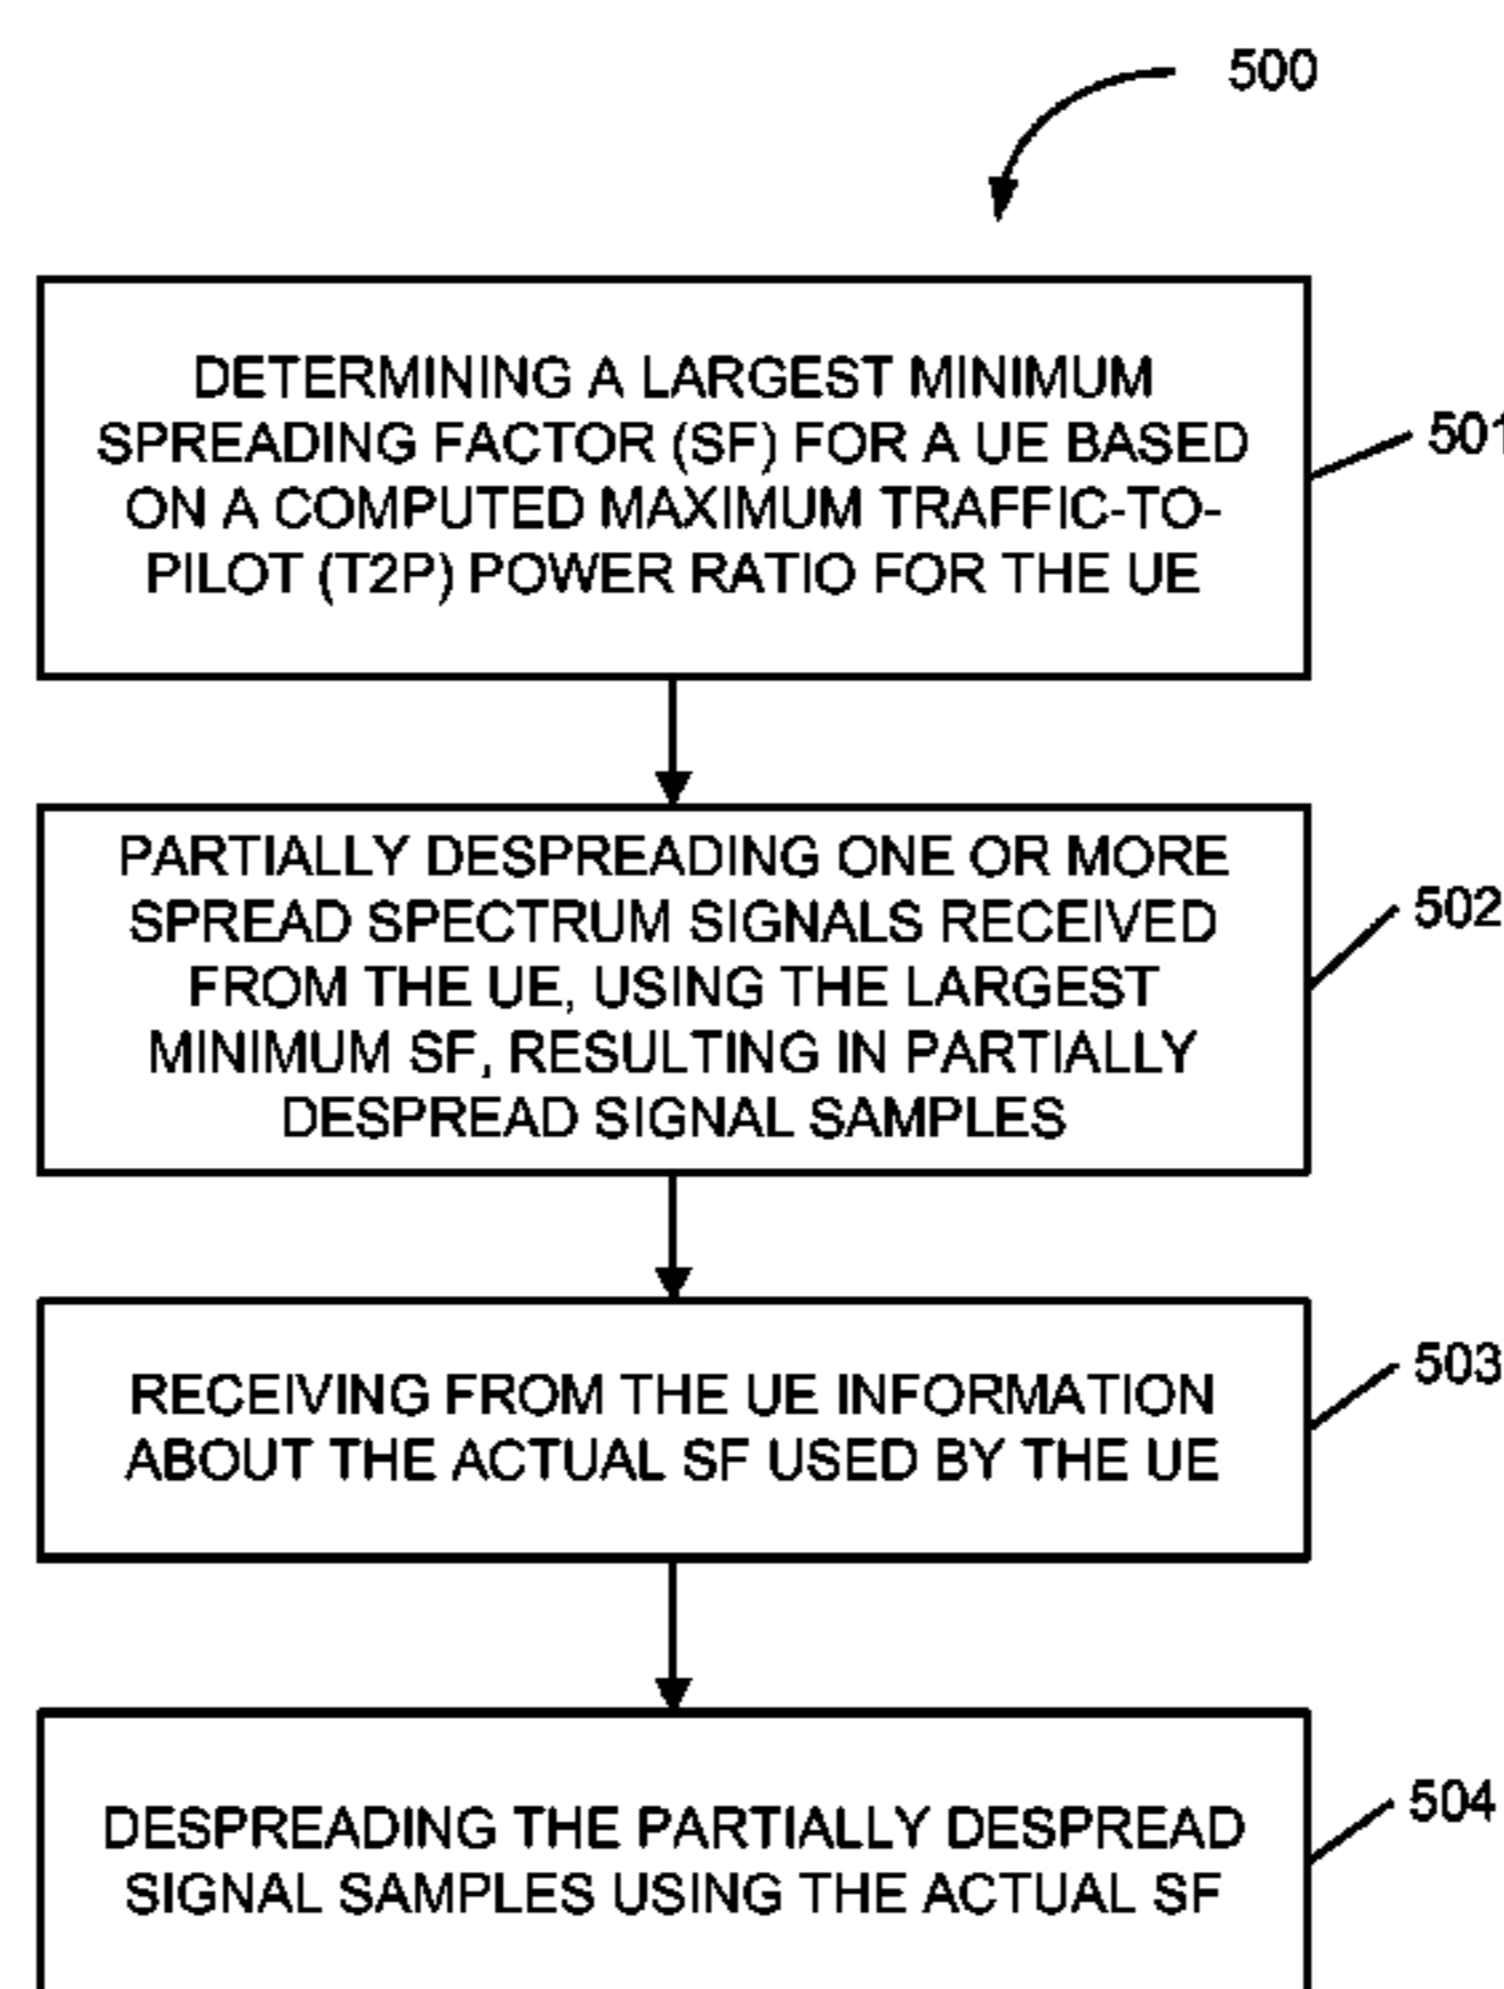 500
DETERMINING A LARGEST MINIMUM
SPREADING FACTOR (SF) FOR A UE BASED
ON A COMPUTED MAXIMUM TRAFFIC-TO-
PILOT (T2P) POWER RATIO FOR THE UE
501
PARTIALLY DESPREADING ONE OR MORE
SPREAD SPECTRUM SIGNALS RECEIVED
FROM THE UE, USING THE LARGEST
MINIMUM SF, RESULTING IN PARTIALLY
DESPREAD SIGNAL SAMPLES
502
RECEIVING FROM THE UE INFORMATION
ABOUT THE ACTUAL SF USED BY THE UE
503
DESPREADING THE PARTIALLY DESPREAD
SIGNAL SAMPLES USING THE ACTUAL SF
504